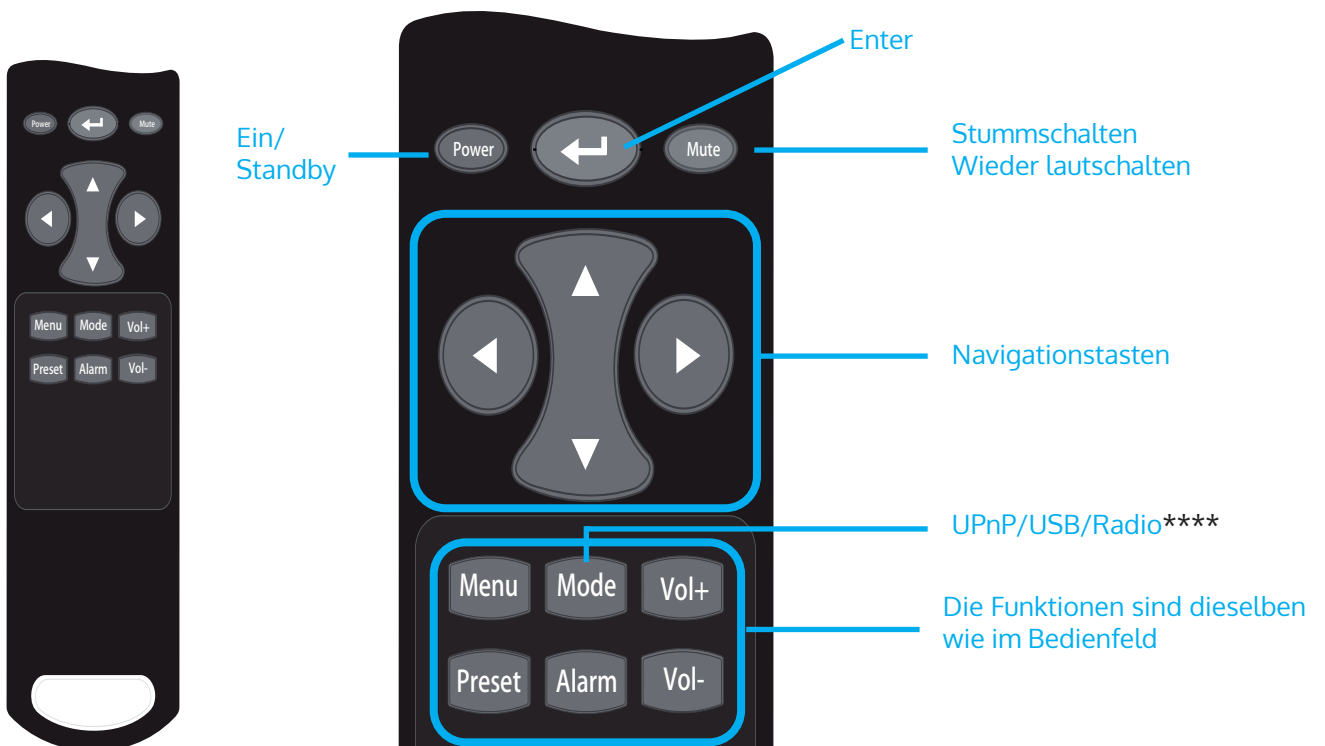 Power
Mute
Menu
Mode
Vol+
Preset
Alarm
Vol-
Enter
Ein/
Standby
Power
Mute
Stummschalten
Wieder lautschalten
Navigationstasten
UPnP/USB/Radio****
Menu
Mode
Vol+
Die Funktionen sind dieselben
wie im Bedienfeld
Preset
Alarm
Vol-